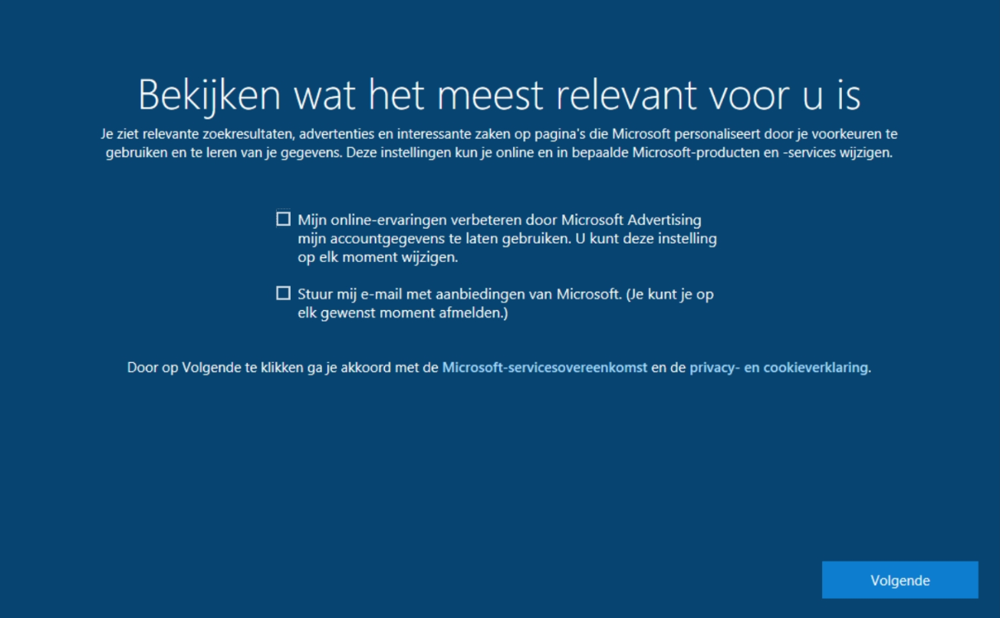 Bekijken wat het meest relevant voor u is
Je ziet relevante zoekresultaten, advertenties en interessante zaken op pagina's die Microsoft personaliseert door je voorkeuren te
gebruiken en te leren van je gegevens. Deze instellingen kun je online en in bepaalde Microsoft-producten en -services wijzigen.
Mijn online-ervaringen verbeteren door Microsoft Advertising
mijn accountgegevens te laten gebruiken. U kunt deze instelling
op elk moment wijzigen.
Stuur mij e-mail met aanbiedingen van Microsoft. (Je kunt je op
elk gewenst moment afmelden.)
Door op Volgende te klikken ga je akkoord met de Microsoft-servicesovereenkomst en de privacy- en cookieverklaring.
Volgende